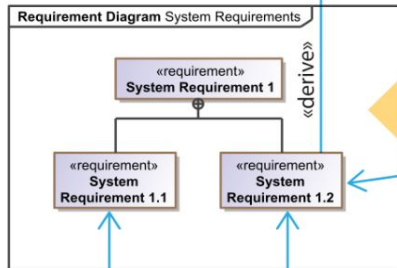 Requirement Diagram System Requirements
«requirement»
System Requirement 1
«derive»
«requirement»
System
Requirement 1.1
«requirement»
System
Requirement 1.2